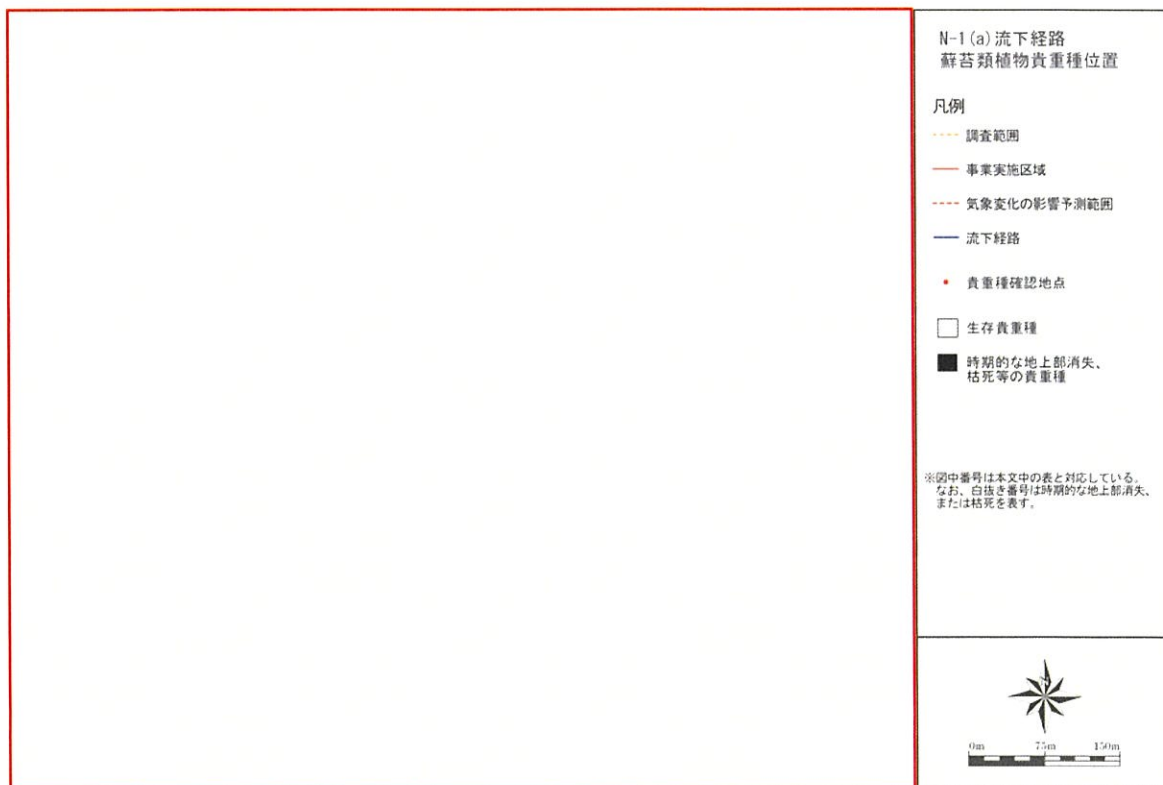 N-1(a)流下経路
蘚苔類植物貴重種位置
凡例
調査範囲
事業実施区域
気象変化の影響予測範囲
流下経路
貴重種確認地点
生存貴重種
時期的な地上部消失、
枯死等の貴重種
※図中番号は本文中の表と対応している。
なお、白抜き番号は時期的な地上部消失、
または枯死を表す。
N
0m 75m 150m